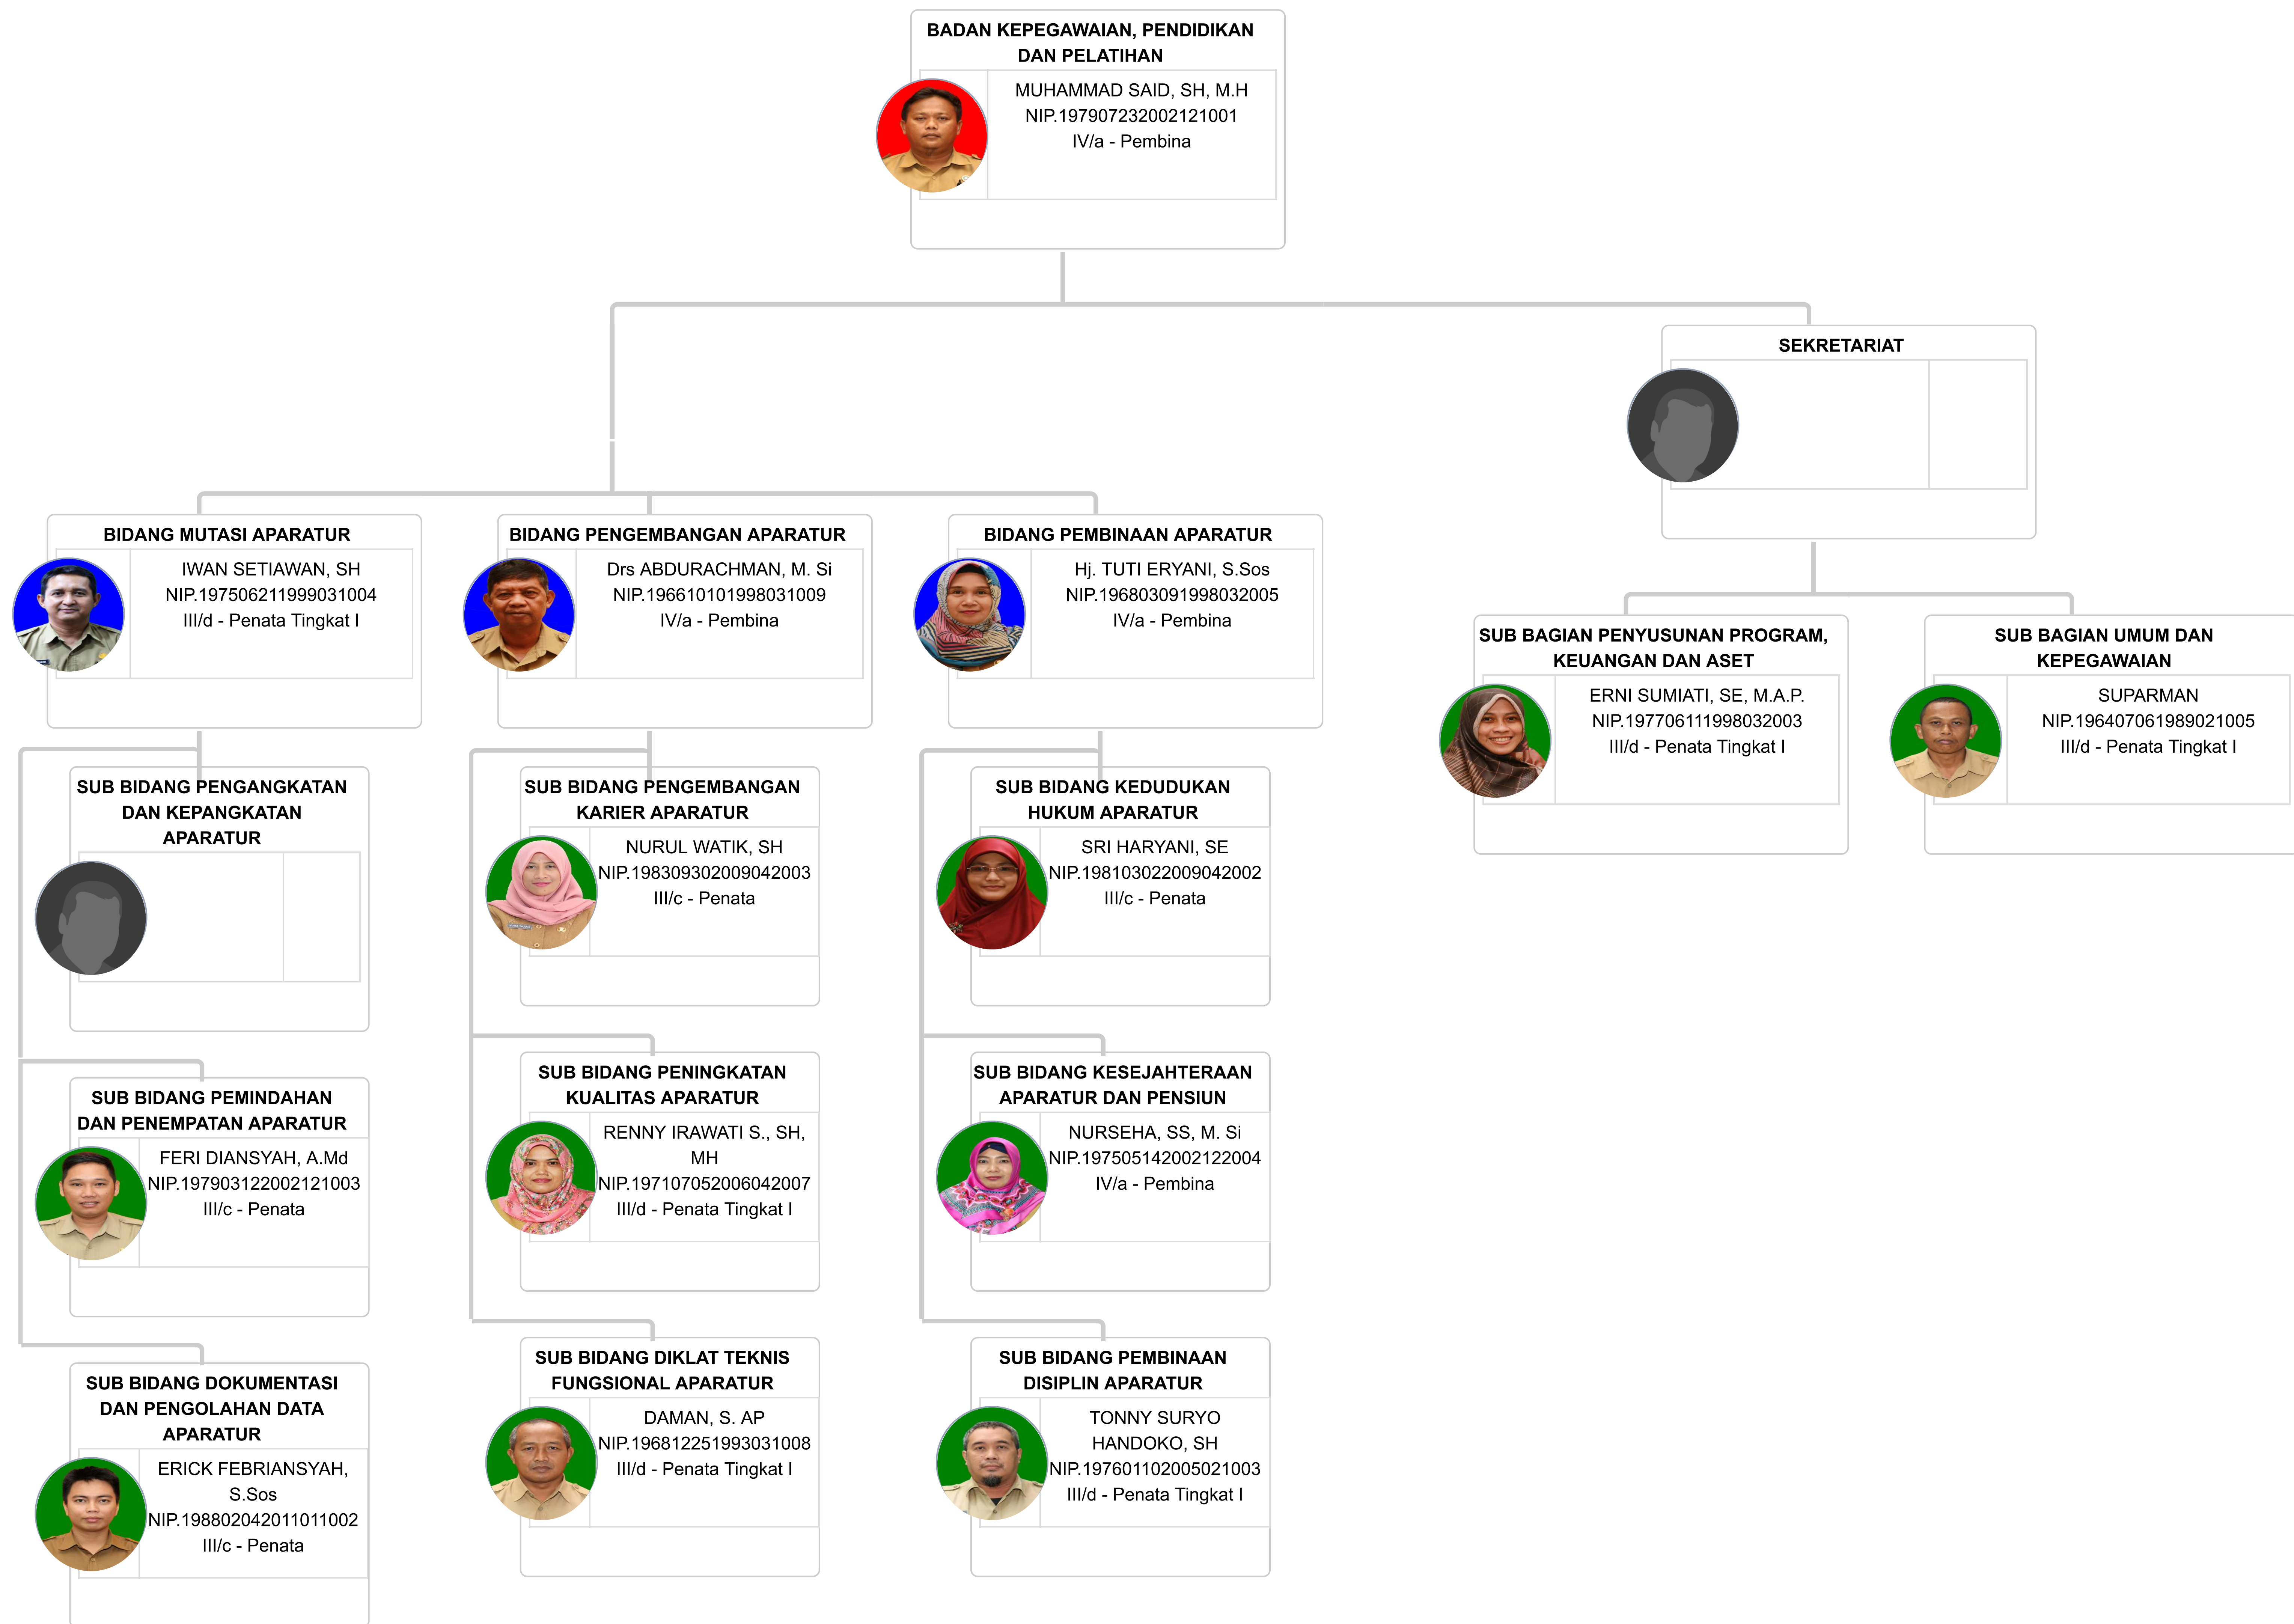 BADAN KEPEGAWAIAN, PENDIDIKAN
DAN PELATIHAN
MUHAMMAD SAID, SH, M.H
NIP.197907232002121001
IV/a - Pembina
SEKRETARIAT
BIDANG MUTASI APARATUR
IWAN SETIAWAN, SH
NIP.197506211999031004
III/d - Penata Tingkat I
BIDANG PENGEMBANGAN APARATUR
Drs ABDURACHMAN, M. Si
NIP.196610101998031009
IV/a - Pembina
BIDANG PEMBINAAN APARATUR
Hj. TUTI ERYANI, S.Sos
NIP.196803091998032005
IV/a - Pembina
SUB BAGIAN PENYUSUNAN PROGRAM,
KEUANGAN DAN ASET
ERNI SUMIATI, SE, M.A.P.
NIP.197706111998032003
III/d - Penata Tingkat I
SUB BAGIAN UMUM DAN
KEPEGAWAIAN
SUPARMAN
NIP.196407061989021005
III/d - Penata Tingkat I
SUB BIDANG PENGANGKATAN
DAN KEPANGKATAN
APARATUR
SUB BIDANG PENGEMBANGAN
KARIER APARATUR
NURUL WATIK, SH
NIP.198309302009042003
III/c - Penata
SUB BIDANG KEDUDUKAN
HUKUM APARATUR
SRI HARYANI, SE
NIP.198103022009042002
III/c - Penata
SUB BIDANG PEMINDAHAN
DAN PENEMPATAN APARATUR
FERI DIANSYAH, A.Md
NIP.197903122002121003
III/c - Penata
SUB BIDANG PENINGKATAN
KUALITAS APARATUR
RENNY IRAWATI S., SH,
MH
NIP.197107052006042007
III/d - Penata Tingkat I
SUB BIDANG KESEJAHTERAAN
APARATUR DAN PENSIUN
NURSEHA, SS, M. Si
NIP.197505142002122004
IV/a - Pembina
SUB BIDANG DOKUMENTASI
DAN PENGOLAHAN DATA
APARATUR
ERICK FEBRIANSYAH,
S.Sos
NIP.198802042011011002
III/c - Penata
SUB BIDANG DIKLAT TEKNIS
FUNGSIONAL APARATUR
DAMAN, S. AP
NIP.196812251993031008
III/d - Penata Tingkat I
SUB BIDANG PEMBINAAN
DISIPLIN APARATUR
TONNY SURYO
HANDOKO, SH
NIP.197601102005021003
III/d - Penata Tingkat I